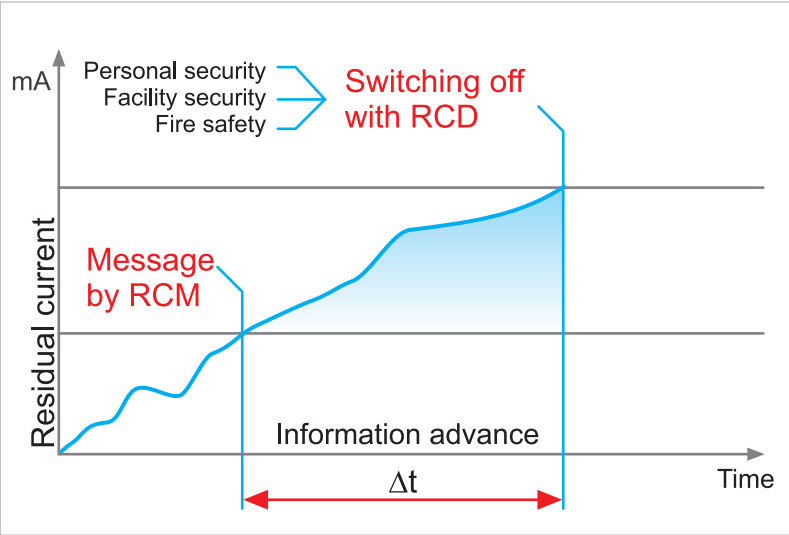 mA
Personal security
Facility security
Fire safety
Switching off
with RCD
Message
by RCM
Residual current
Information advance
Δt
Time